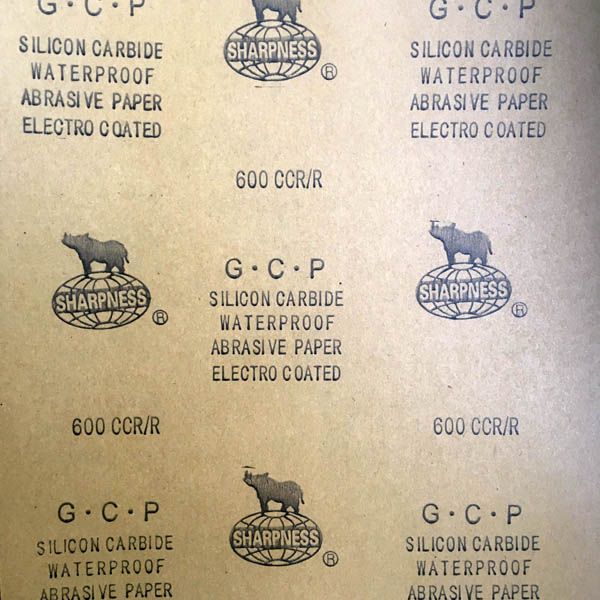 G·C·P
SILICON CARBIDE
WATERPROOF
ABRASIVE PAPER
ELECTRO COATED
SHARPNESS
®
G·C·P
SILICON CARBIDE
WATERPROOF
ABRASIVE PAPER
ELECTRO COATED
600 CCR/R
SHARPNESS
®
G·C·P
SILICON CARBIDE
WATERPROOF
ABRASIVE PAPER
ELECTRO COATED
SHARPNESS
®
600 CCR/R
600 CCR/R
G·C·P
SILICON CARBIDE
WATERPROOF
ABRASIVE PAPER
SHARPNESS
®
G·C·P
SILICON CARBIDE
WATERPROOF
ABRASIVE PAPER